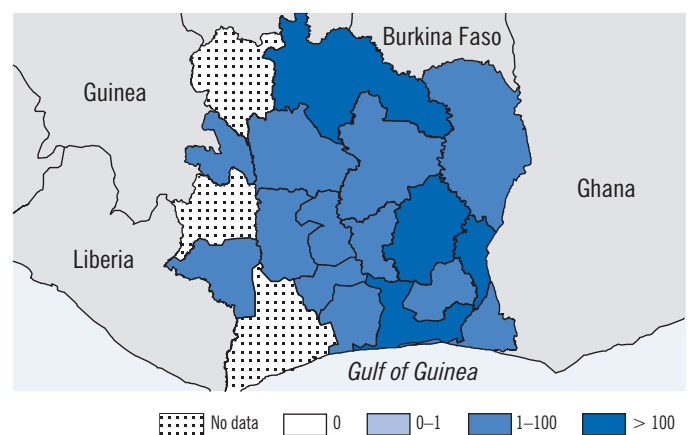 Burkina Faso
Guinea
Ghana
Liberia
Gulf of Guinea
No data 0 0–1 1–100 > 100